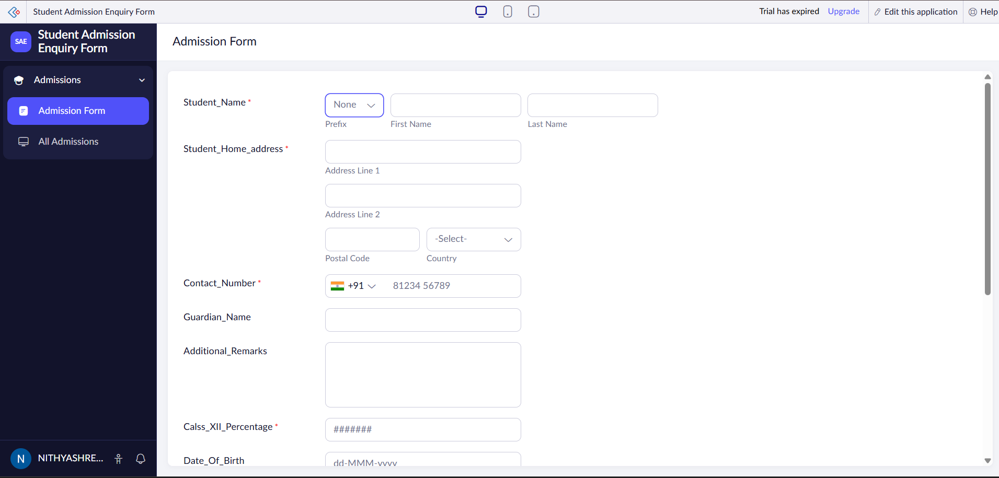 Student Admission Enquiry Form
Trial has expired Upgrade Edit this application Help
SAE Student Admission
Enquiry Form
Admissions
Admission Form
All Admissions
NITHYASHRE...
N
Admission Form
Student_Name *
None
Prefix First Name Last Name
Student_Home_address *
Address Line 1
Address Line 2
-Select-
Postal Code Country
Contact_Number *
+91 81234 56789
Guardian_Name
Additional_Remarks
Calss_XII_Percentage *
#######
Date_Of_Birth
dd-MMM-yyyy